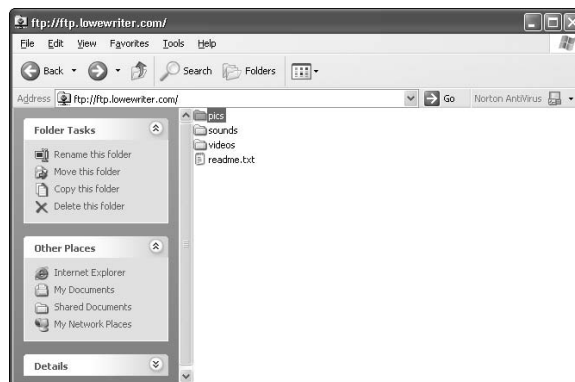 ftp://ftp.lowewriter.com/
File Edit View Favorites Tools Help
Back Search Folders
Address ftp://ftp.lowewriter.com/ Go Norton AntiVirus
Folder Tasks
Rename this folder
Move this folder
Copy this folder
Delete this folder
Other Places
Internet Explorer
My Documents
Shared Documents
My Network Places
Details
pics
sounds
videos
readme.txt